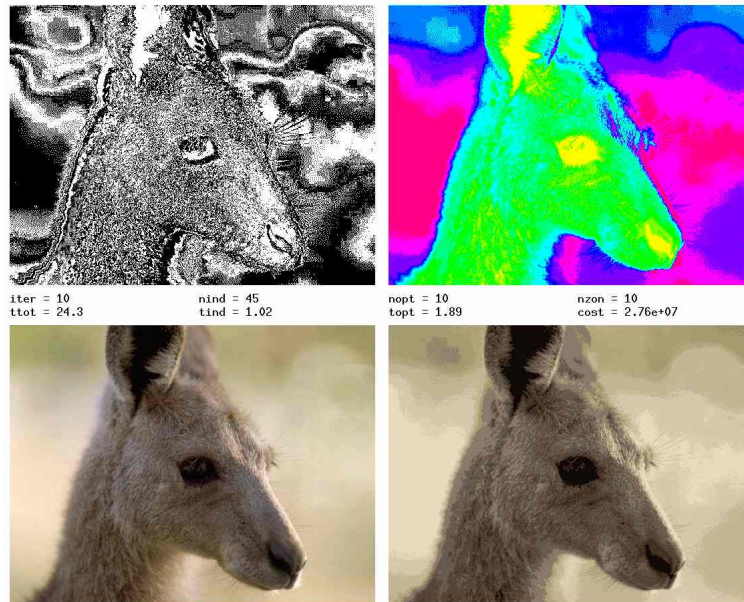 iter = 10 nind = 45 nopt = 10 nzon = 10
ttot = 24.3 tind = 1.02 topt = 1.89 cost = 2.76e+07